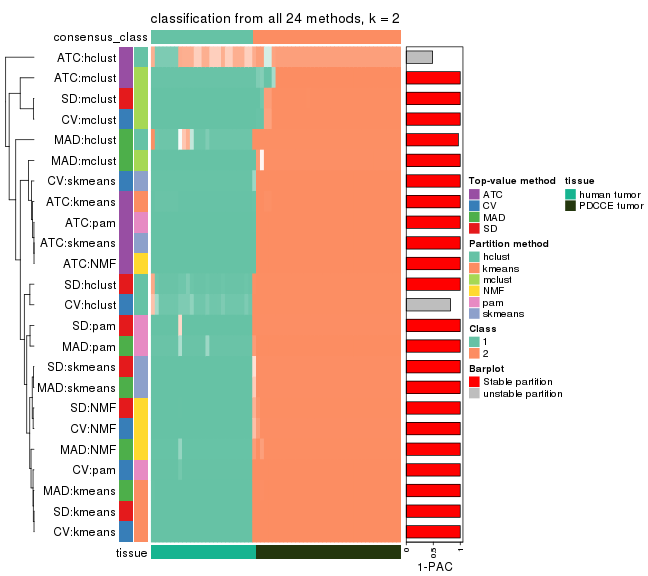 classification from all 24 methods, k = 2
consensus_class
ATC:hclust
ATC:mclust
SD:mclust
CV:mclust
MAD:hclust
MAD:mclust
CV:skmeans
ATC:kmeans
ATC:pam
ATC:skmeans
ATC:NMF
SD:hclust
CV:hclust
SD:pam
MAD:pam
SD:skmeans
MAD:skmeans
SD:NMF
CV:NMF
MAD:NMF
CV:pam
MAD:kmeans
SD:kmeans
CV:kmeans
tissue
0
0.5
1
1-PAC
Top-value method
ATC
CV
MAD
SD
Partition method
hclust
kmeans
mclust
NMF
pam
skmeans
Class
1
2
Barplot
Stable partition
unstable partition
tissue
human tumor
PDCCE tumor